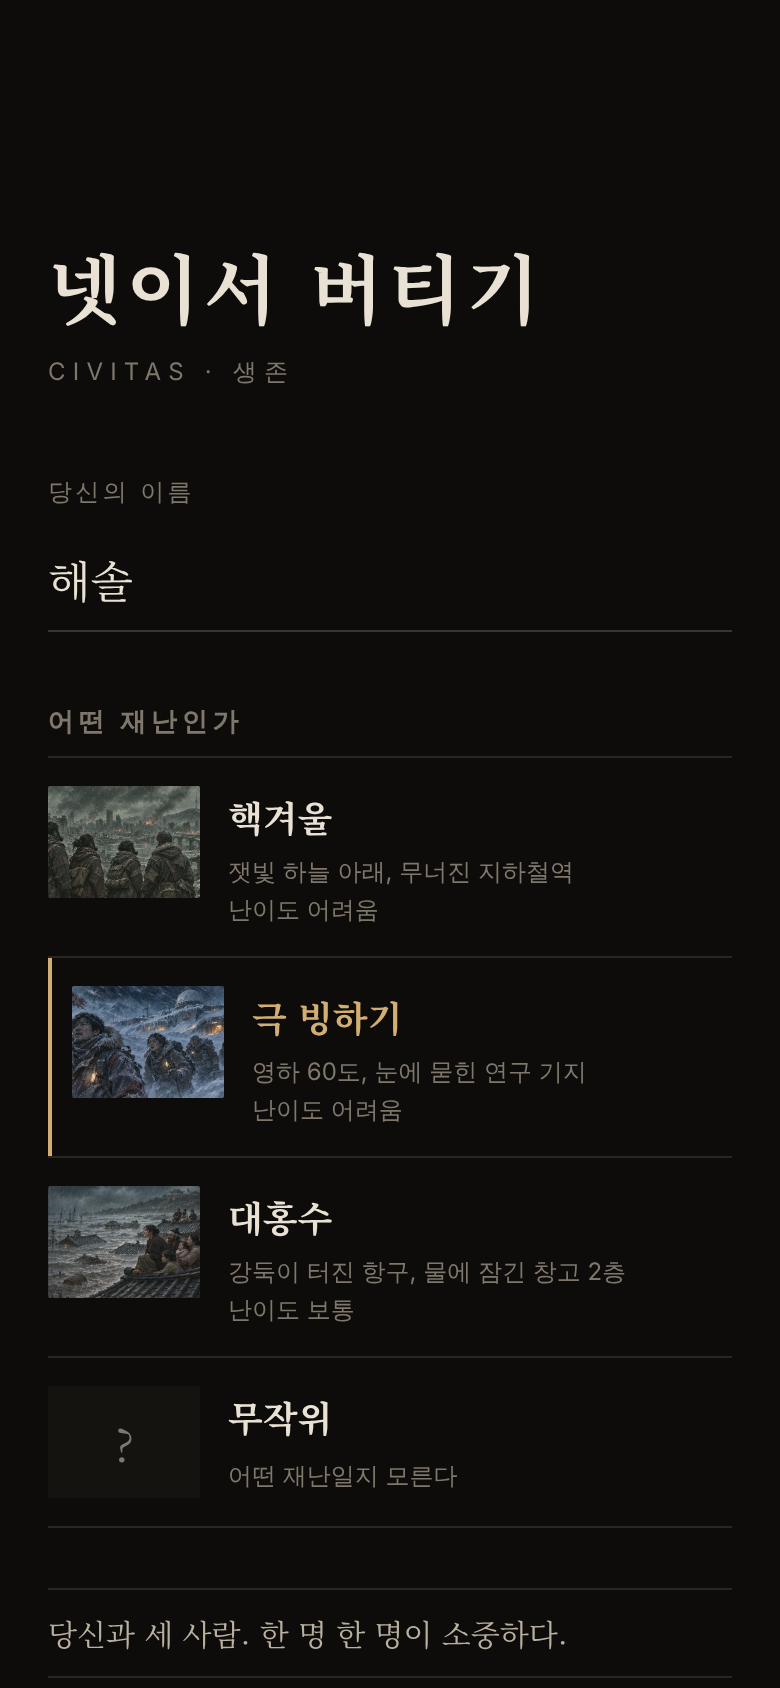 넷이서 버티기
CIVITAS · 생존
당신의 이름
해솔
어떤 재난인가
핵겨울
잿빛 하늘 아래, 무너진 지하철역
난이도 어려움
극 빙하기
영하 60도, 눈에 묻힌 연구 기지
난이도 어려움
대홍수
강둑이 터진 항구, 물에 잠긴 창고 2층
난이도 보통
?
무작위
어떤 재난일지 모른다
당신과 세 사람. 한 명 한 명이 소중하다.